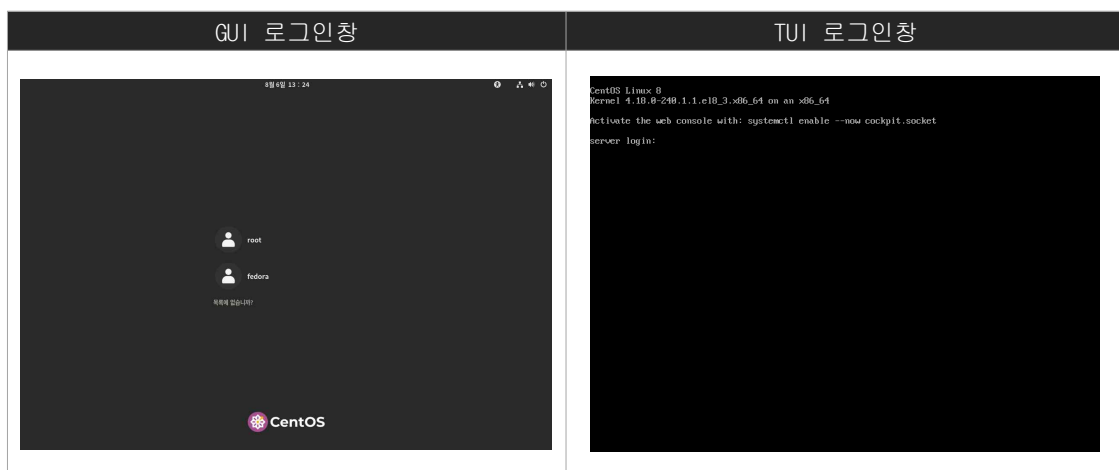 GUI 로그인창
TUI 로그인창
8월 6일 13 : 24
root
fedora
목록에 없습니까?
CentOS
CentOS Linux 8
Kernel 4.18.0-240.1.1.el8_3.x86_64 on an x86_64
Activate the web console with: systemctl enable --now cockpit.socket
server login: